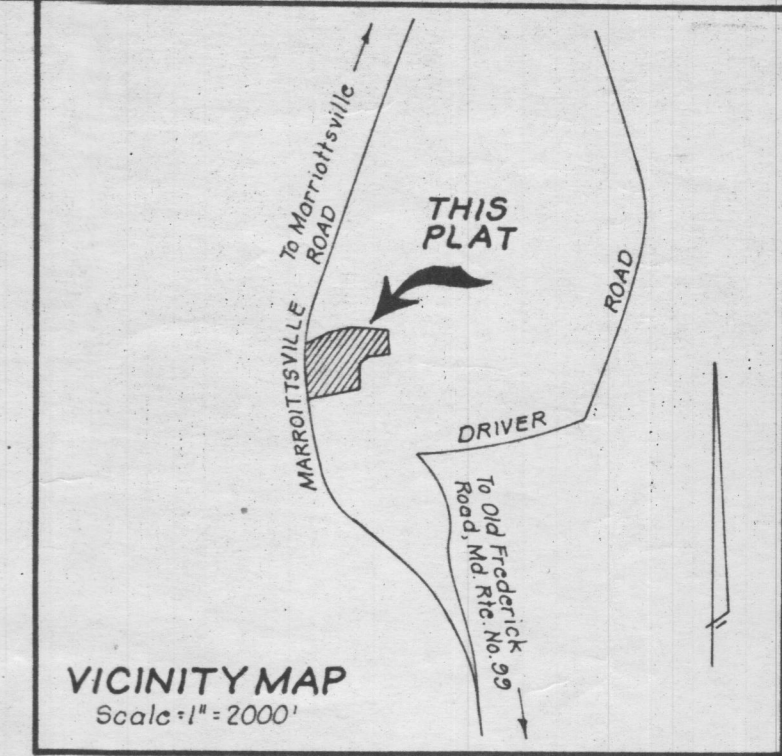 To Marriottsville
ROAD
THIS
PLAT
ROAD
MARROITTSVILLE
DRIVER
To Old Frederick
Road, Md. Rte. No. 99
VICINITY MAP
Scale: 1" = 2000'